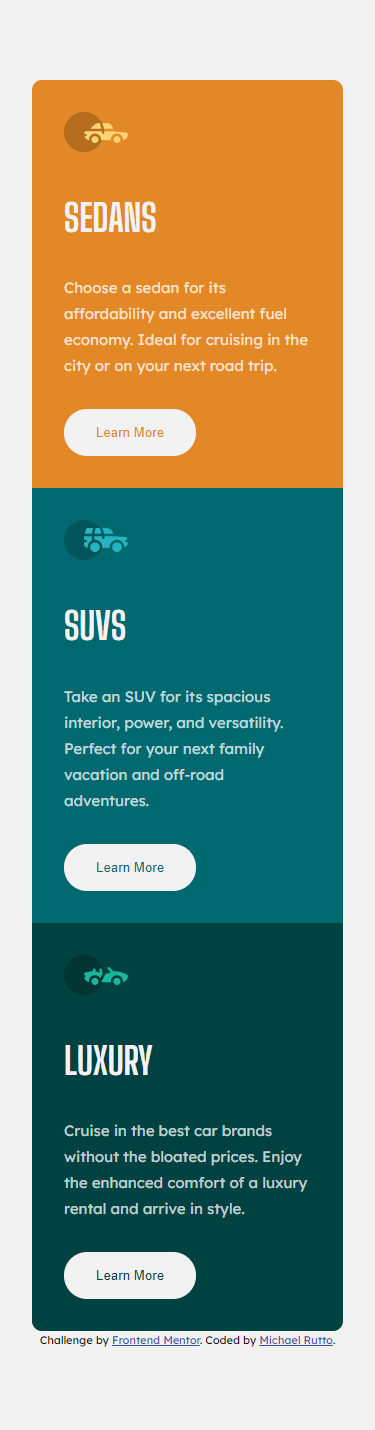 SEDANS
Choose a sedan for its
affordability and excellent fuel
economy. Ideal for cruising in the
city or on your next road trip.
Learn More
SUVS
Take an SUV for its spacious
interior, power, and versatility.
Perfect for your next family
vacation and off-road
adventures.
Learn More
LUXURY
Cruise in the best car brands
without the bloated prices. Enjoy
the enhanced comfort of a luxury
rental and arrive in style.
Learn More
Challenge by Frontend Mentor. Coded by Michael Rutto.